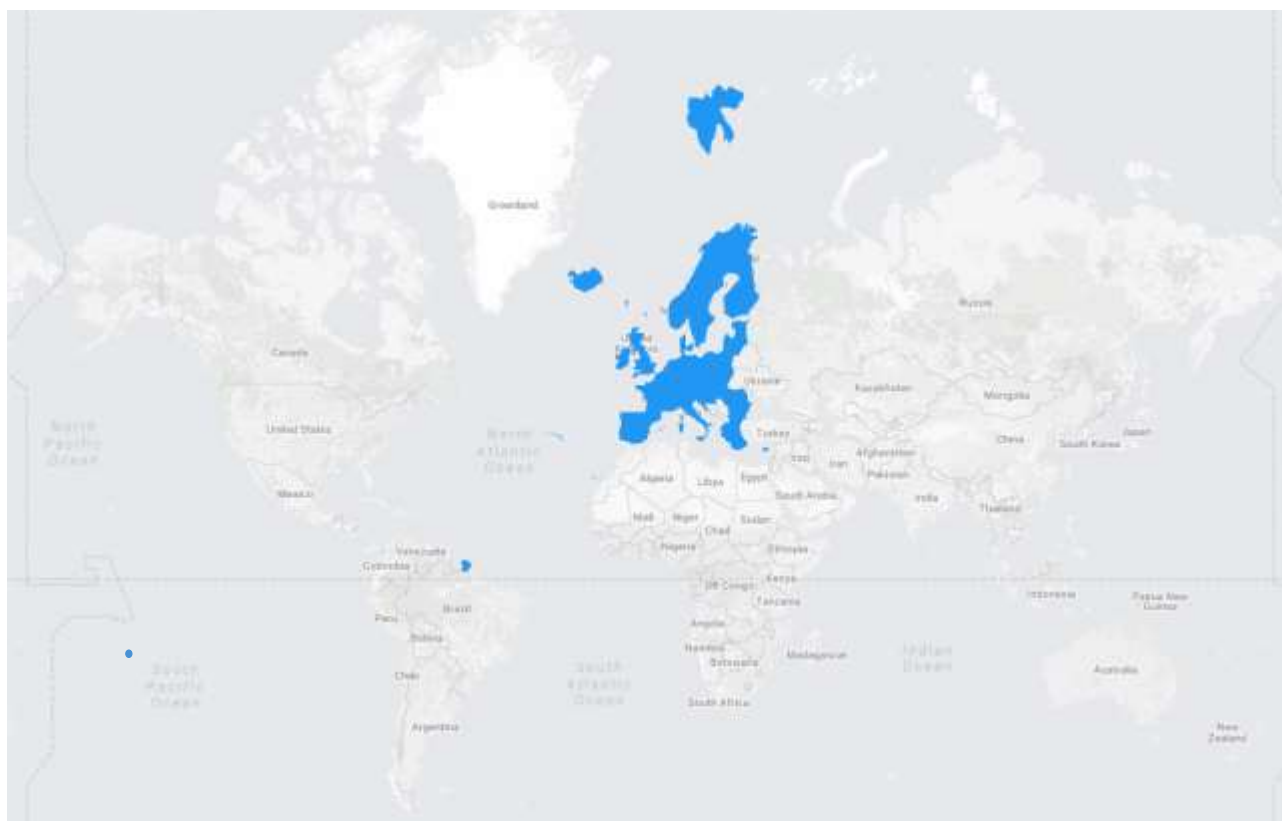 Greenland
Russia
Canada
Ukraine
Kazakhstan
Mongolia
North
Pacific
Ocean
United States
North
Atlantic
Ocean
Turkey
China
South Korea
Japan
Iraq
Iran
Afghanistan
Pakistan
Algeria
Libya
Egypt
Saudi Arabia
Mexico
India
Thailand
Mali
Niger
Chad
Sudan
Nigeria
Ethiopia
Venezuela
Colombia
DR Congo
Kenya
Tanzania
Indonesia
Papua New
Guinea
Peru
Brazil
Bolivia
Angola
Namibia
Botswana
Madagascar
Indian
Ocean
Australia
South
Pacific
Ocean
South
Atlantic
Ocean
Chile
South Africa
Argentina
New
Zealand